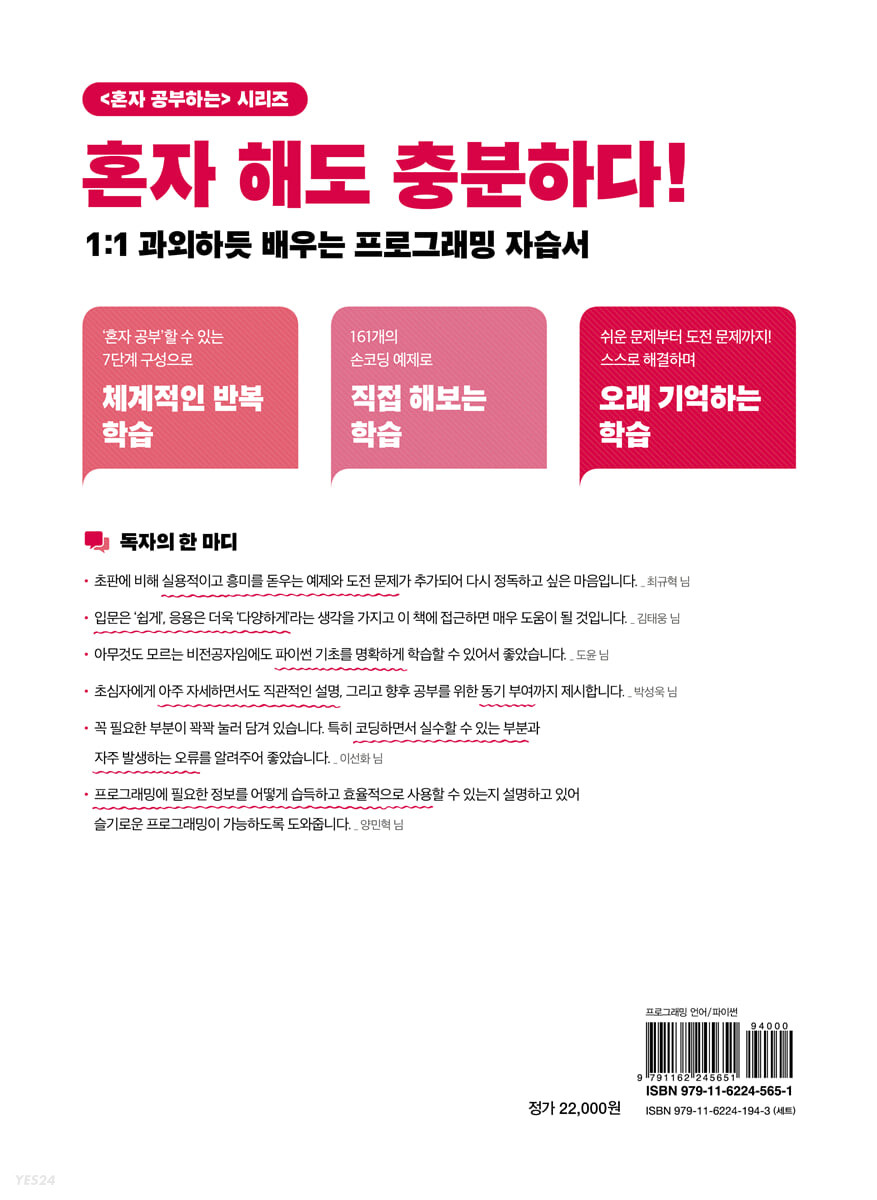 <혼자 공부하는> 시리즈
혼자 해도 충분하다!
1:1 과외하듯 배우는 프로그래밍 자습서
‘혼자 공부’할 수 있는
7단계 구성으로
체계적인 반복
학습
161개의
손코딩 예제로
직접 해보는
학습
쉬운 문제부터 도전 문제까지!
스스로 해결하며
오래 기억하는
학습
독자의 한 마디
• 초판에 비해 실용적이고 흥미를 돋우는 예제와 도전 문제가 추가되어 다시 정독하고 싶은 마음입니다. _ 최규혁 님
• 입문은 ‘쉽게’, 응용은 더욱 ‘다양하게’라는 생각을 가지고 이 책에 접근하면 매우 도움이 될 것입니다. _ 김태웅 님
• 아무것도 모르는 비전공자임에도 파이썬 기초를 명확하게 학습할 수 있어서 좋았습니다. _ 도윤 님
• 초심자에게 아주 자세하면서도 직관적인 설명, 그리고 향후 공부를 위한 동기 부여까지 제시합니다. _ 박성욱 님
• 꼭 필요한 부분이 꽉꽉 눌러 담겨 있습니다. 특히 코딩하면서 실수할 수 있는 부분과
자주 발생하는 오류를 알려주어 좋았습니다. _ 이선화 님
• 프로그래밍에 필요한 정보를 어떻게 습득하고 효율적으로 사용할 수 있는지 설명하고 있어
슬기로운 프로그래밍이 가능하도록 도와줍니다. _ 양민혁 님
프로그래밍 언어/파이썬
94000
9 791162 245651
ISBN 979-11-6224-565-1
정가 22,000원
ISBN 979-11-6224-194-3 (세트)
YES24